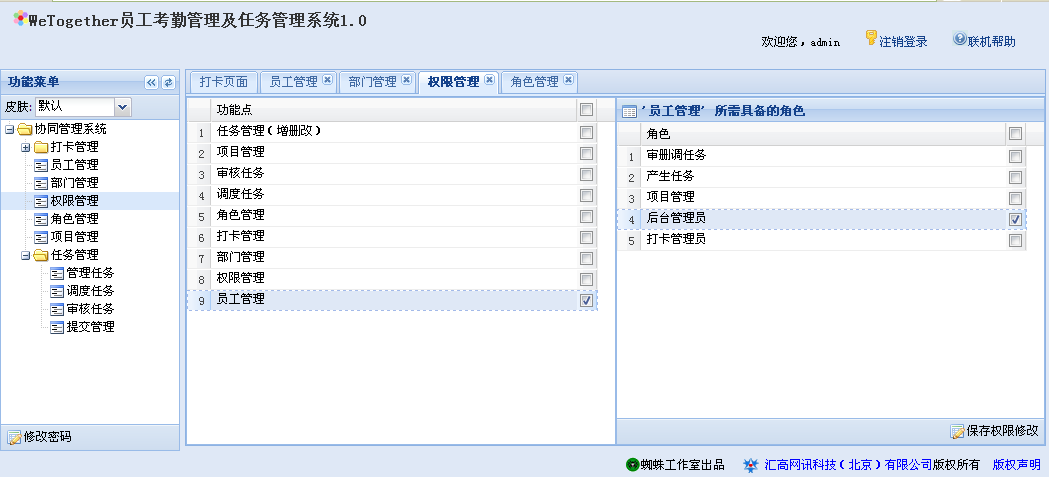 WeTogether员工考勤管理及任务管理系统1.0
欢迎您，admin 注销登录 联机帮助
功能菜单
皮肤: 默认
协同管理系统
打卡管理
员工管理
部门管理
权限管理
角色管理
项目管理
任务管理
管理任务
调度任务
审核任务
提交管理
修改密码
打卡页面 员工管理 部门管理 权限管理 角色管理
功能点
1 任务管理（增册改）
2 项目管理
3 审核任务
4 调度任务
5 角色管理
6 打卡管理
7 部门管理
8 权限管理
9 员工管理
'员工管理' 所需具备的角色
角色
1 审册调任务
2 产生任务
3 项目管理
4 后台管理员
5 打卡管理员
保存权限修改
蜘蛛工作室出品 汇高网讯科技（北京）有限公司版权所有 版权声明